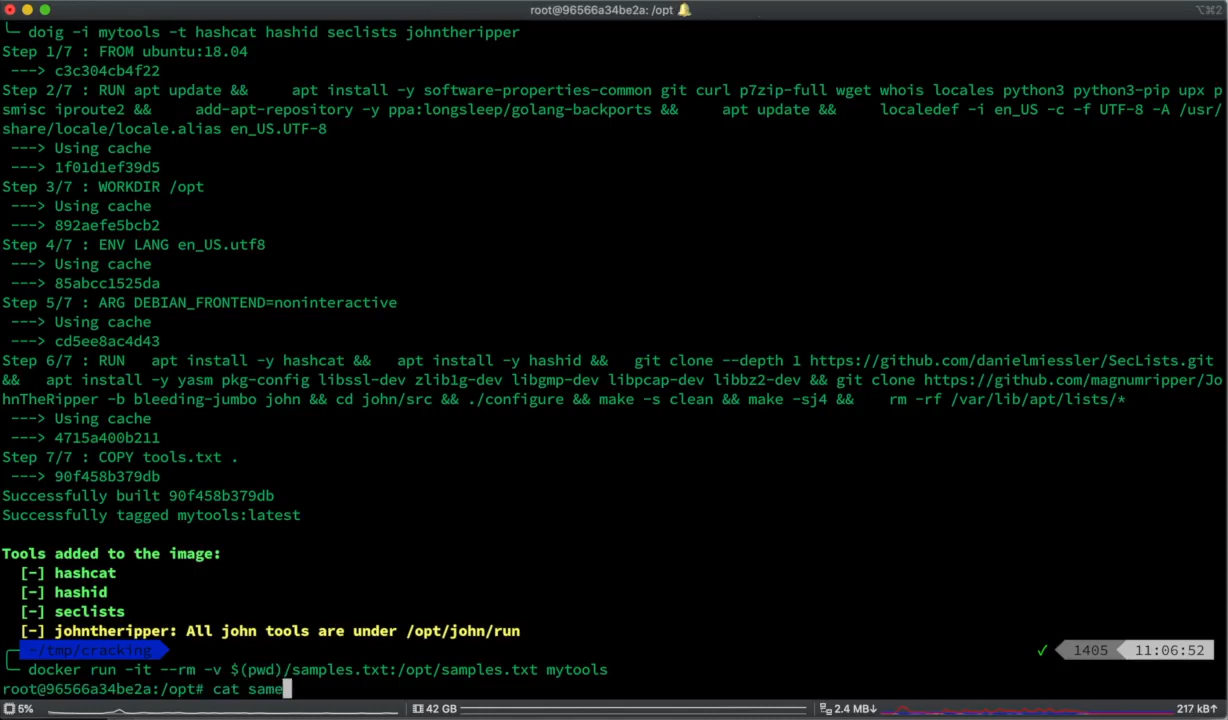 root@96566a34be2a: /opt 🔔
⌥⌘2
doig -i mytools -t hashcat hashid seclists johntheripper
Step 1/7 : FROM ubuntu:18.04
---> c3c304cb4f22
Step 2/7 : RUN apt update && apt install -y software-properties-common git curl p7zip-full wget whois locales python3 python3-pip upx p
smisc iproute2 && add-apt-repository -y ppa:longsleep/golang-backports && apt update && localedef -i en_US -c -f UTF-8 -A /usr/
share/locale/locale.alias en_US.UTF-8
---> Using cache
---> 1f01d1ef39d5
Step 3/7 : WORKDIR /opt
---> Using cache
---> 892aefe5bcb2
Step 4/7 : ENV LANG en_US.utf8
---> Using cache
---> 85abcc1525da
Step 5/7 : ARG DEBIAN_FRONTEND=noninteractive
---> Using cache
---> cd5ee8ac4d43
Step 6/7 : RUN apt install -y hashcat && apt install -y hashid && git clone --depth 1 https://github.com/danielmiessler/SecLists.git
&& apt install -y yasm pkg-config libssl-dev zlib1g-dev libgmp-dev libpcap-dev libbz2-dev && git clone https://github.com/magnumripper/Jo
hnTheRipper -b bleeding-jumbo john && cd john/src && ./configure && make -s clean && make -sj4 && rm -rf /var/lib/apt/lists/*
---> Using cache
---> 4715a400b211
Step 7/7 : COPY tools.txt .
---> 90f458b379db
Successfully built 90f458b379db
Successfully tagged mytools:latest
Tools added to the image:
[-] hashcat
[-] hashid
[-] seclists
[-] johntheripper: All john tools are under /opt/john/run
~/tmp/cracking ✓ 1405 11:06:52
docker run -it --rm -v $(pwd)/samples.txt:/opt/samples.txt mytools
root@96566a34be2a:/opt# cat same
5% 42 GB 2.4 MB↓ 217 kB↑